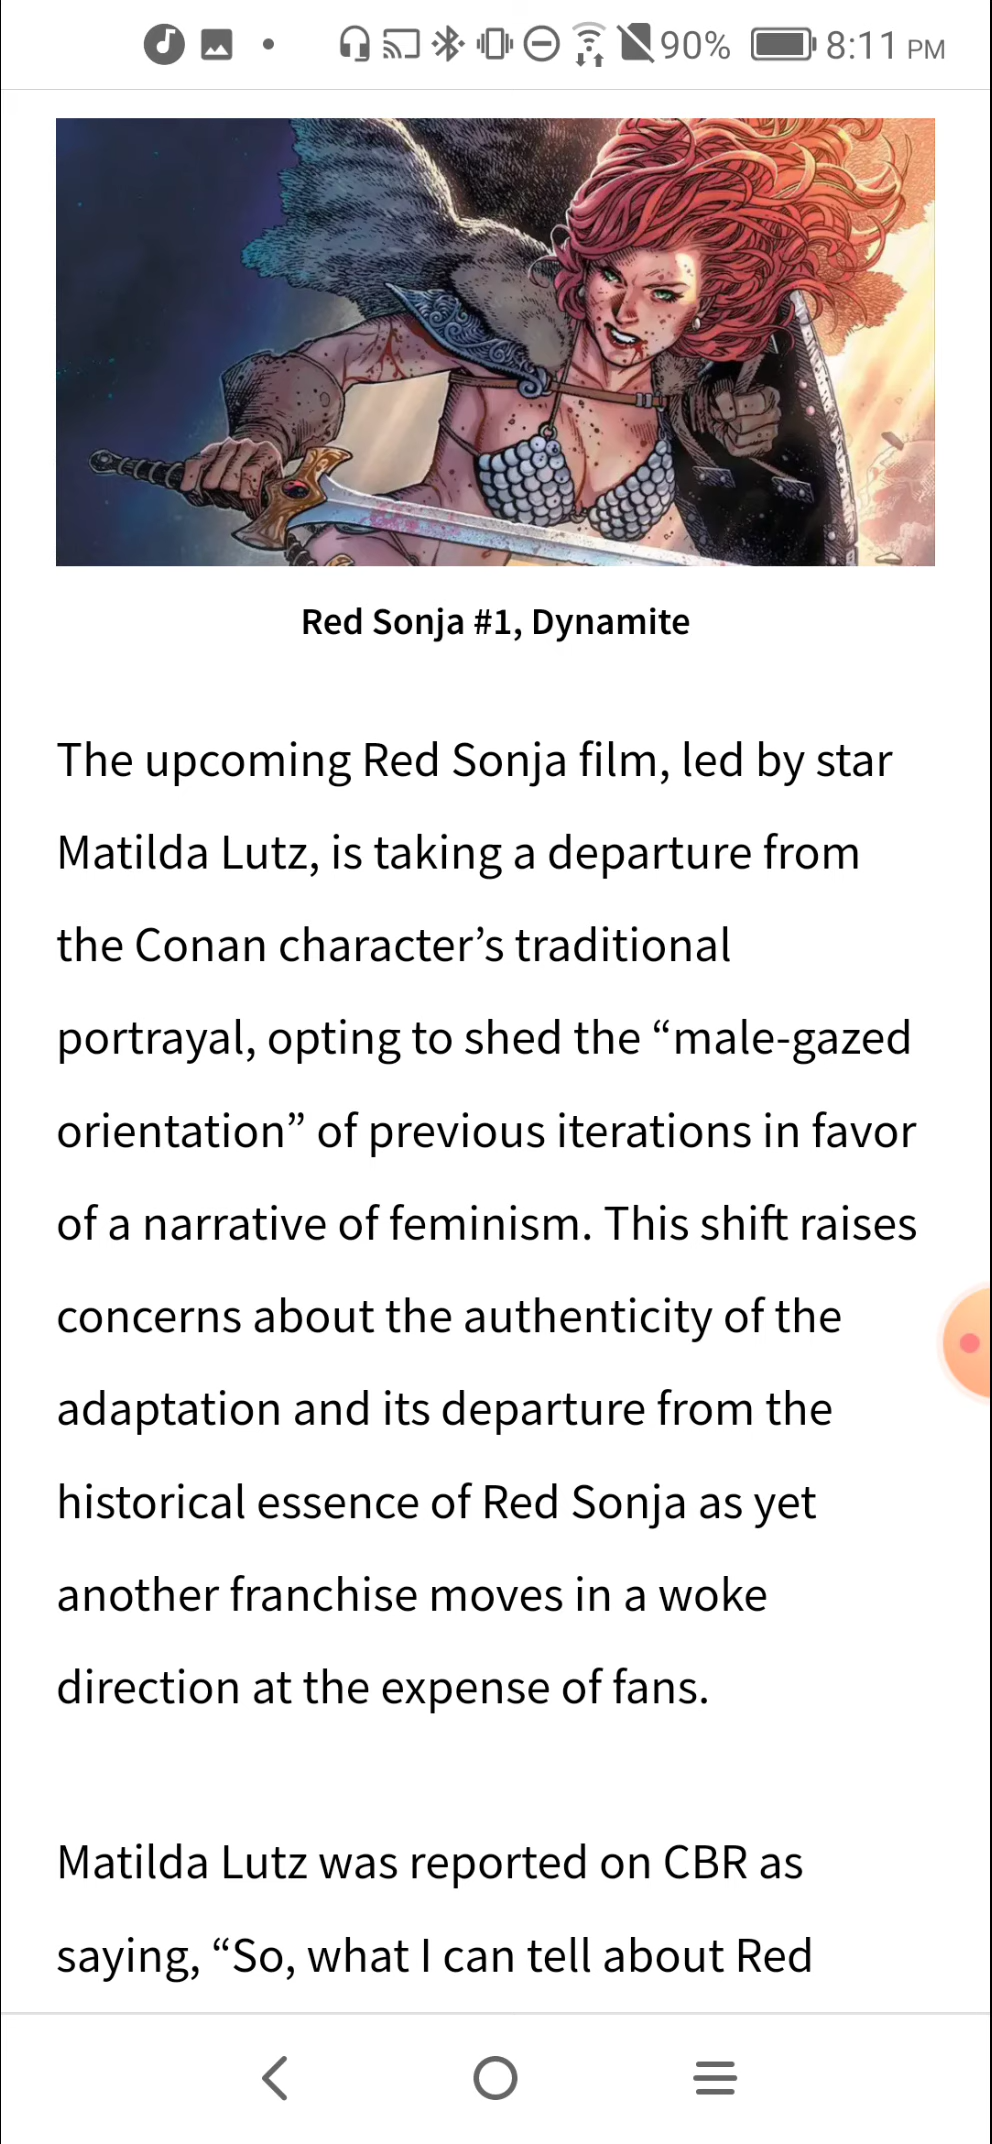 90% 8:11 PM
Red Sonja #1, Dynamite
The upcoming Red Sonja film, led by star
Matilda Lutz, is taking a departure from
the Conan character’s traditional
portrayal, opting to shed the “male-gazed
orientation” of previous iterations in favor
of a narrative of feminism. This shift raises
concerns about the authenticity of the
adaptation and its departure from the
historical essence of Red Sonja as yet
another franchise moves in a woke
direction at the expense of fans.
Matilda Lutz was reported on CBR as
saying, “So, what I can tell about Red